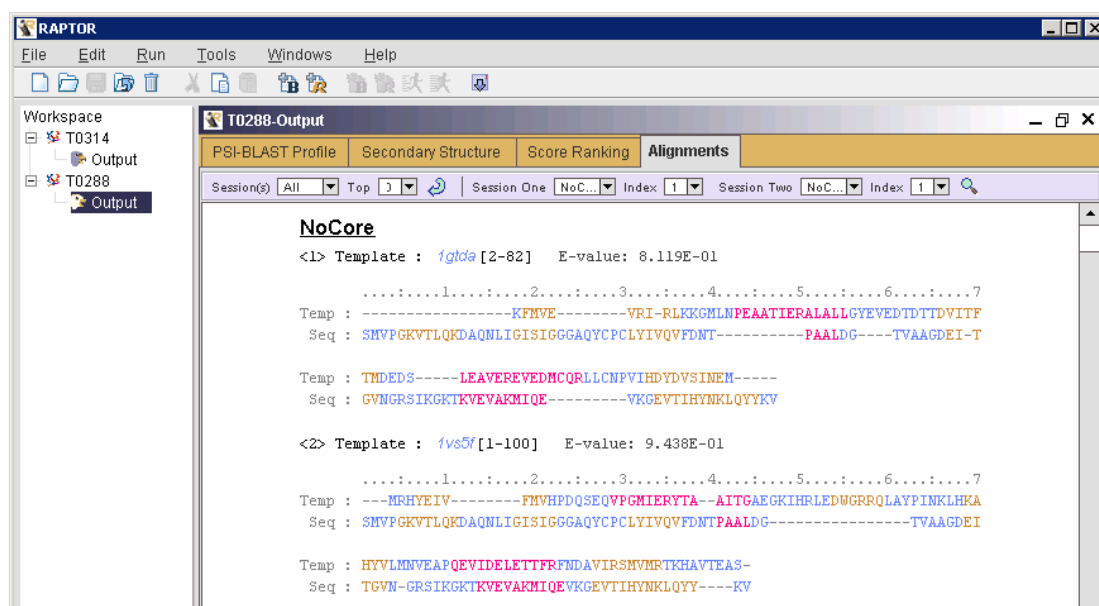 RAPTOR
File Edit Run Tools Windows Help
Workspace
T0314
Output
T0288
Output
T0288-Output
PSI-BLAST Profile Secondary Structure Score Ranking Alignments
Session(s) All Top Session One NoC... Index 1 Session Two NoC... Index 1
NoCore
<1> Template : 1gtda[2-82] E-value: 8.119E-01
....:....1....:....2....:....3....:....4....:....5....:....6....:....7
Temp : -----------------KFMVE--------VRI-RLKKGMLNPEAATIERALALLGYEVEDTDTTDVITF
Seq : SMVPGKVTLQKDAQNLIGISIGGGAQYCPCLYIVQVFDNT----------PAALDG----TVAAGDEI-T
Temp : TMDEDS-----LEAVEREVEDMCQRLLCNPVIHDYDVSINEM-----
Seq : GVNGRSIKGKTKVEVAKMIQE---------VKGEVTIHYNKLQYYKV
<2> Template : 1vs5f[1-100] E-value: 9.438E-01
....:....1....:....2....:....3....:....4....:....5....:....6....:....7
Temp : ---MRHYEIV--------FMVHPDQSEQVPGMIERYTA--AITGAEGKIHRLEDWGRRQLAYPINKLHKA
Seq : SMVPGKVTLQKDAQNLIGISIGGGAQYCPCLYIVQVFDNTPAALDG----------------TVAAGDEI
Temp : HYVLMNVEAPQEVIDELETTFRFNDAVIRSMVMRTKHAVTEAS-
Seq : TGVN-GRSIKGKTKVEVAKMIQEVKGEVTIHYNKLQYY----KV